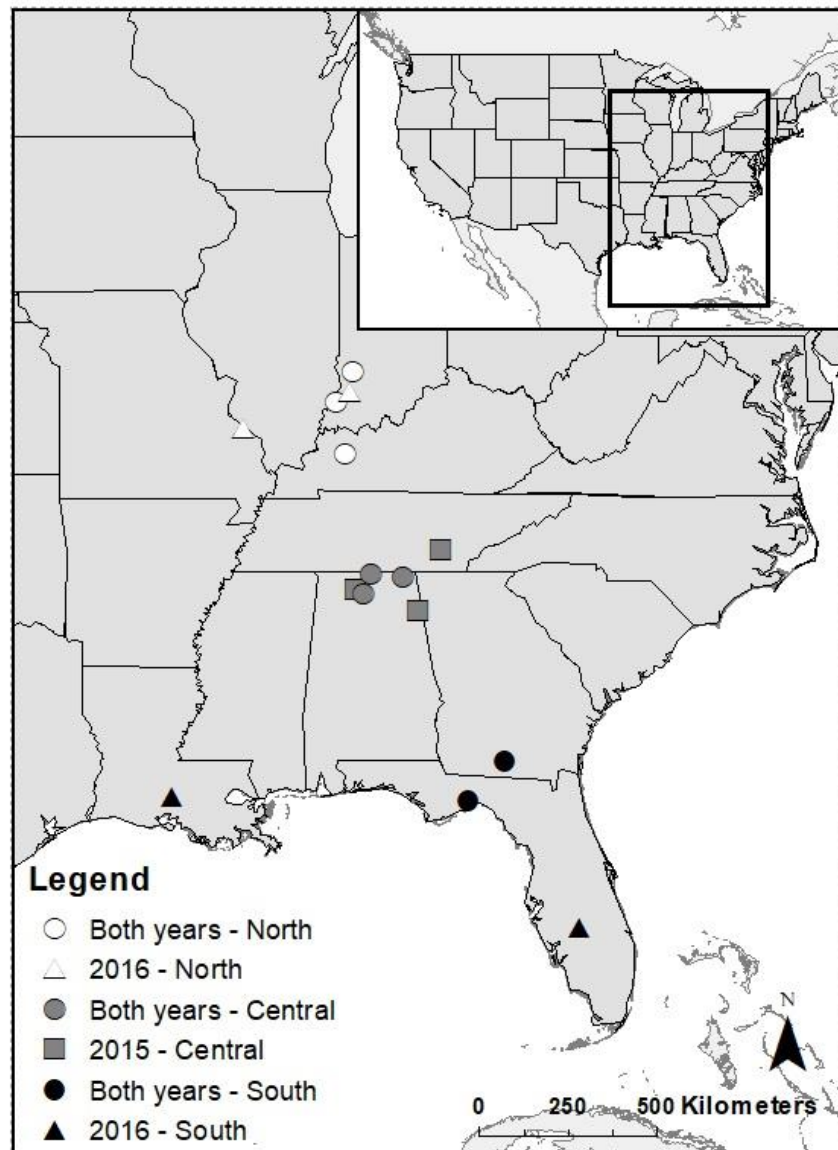 Legend
Both years - North
2016 - North
Both years - Central
2015 - Central
Both years - South
2016 - South
N
0 250 500 Kilometers